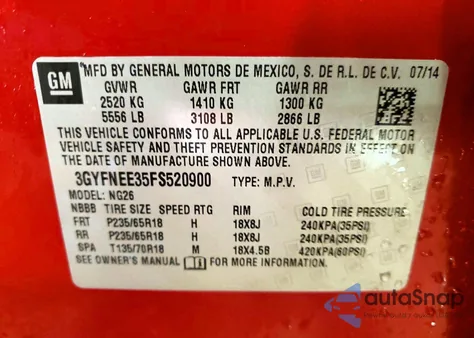 GM
MFD BY GENERAL MOTORS DE MEXICO, S. DE R.L. DE C.V. 07/14
GVWR GAWR FRT GAWR RR
2520 KG 1410 KG 1300 KG
5556 LB 3108 LB 2866 LB
THIS VEHICLE CONFORMS TO ALL APPLICABLE U.S. FEDERAL MOTOR
VEHICLE SAFETY AND THEFT PREVENTION STANDARDS IN EFFECT ON
THE DATE OF MANUFACTURE SHOWN ABOVE.
3GYFNEE35FS520900 TYPE: M.P.V.
MODEL: NG26
NBBB TIRE SIZE SPEED RTG RIM COLD TIRE PRESSURE
FRT P235/65R18 H 18X8J 240KPA(35PSI)
RR P235/65R18 H 18X8J 240KPA(35PSI)
SPA T135/70R18 M 18X4.5B 420KPA(60PSI)
SEE OWNER'S MANUAL FOR MORE INFORMATION.
autoSnap